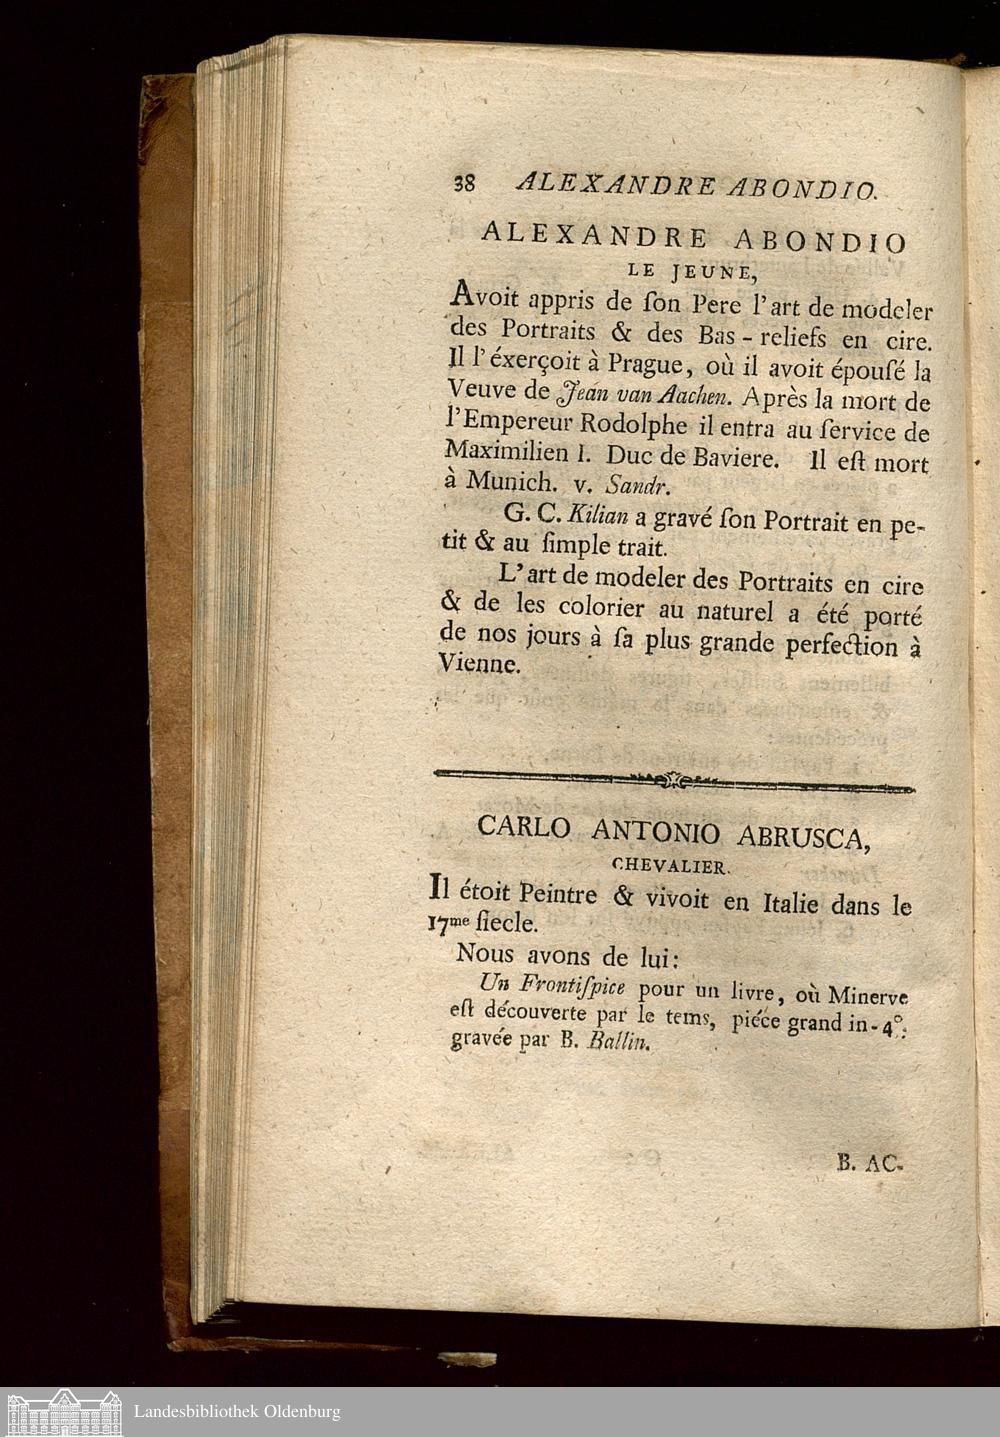 38 ALEXANDRE ABONDIO.
ALEXANDRE ABONDIO
LE JEUNE,
Avoit appris de ſon Pere l'art de modeler
des Portraits & des Bas-reliefs en cire.
Il l'éxerçoit à Prague, où il avoit épouſé la
Veuve de Jean van Aachen. Après la mort de
l'Empereur Rodolphe il entra au ſervice de
Maximilien I. Duc de Baviere. Il eſt mort
à Munich. v. Sandr.
G. C. Kilian a gravé ſon Portrait en pe-
tit & au ſimple trait.
L'art de modeler des Portraits en cire
& de les colorier au naturel a été porté
de nos jours à ſa plus grande perfection à
Vienne.
CARLO ANTONIO ABRUSCA,
CHEVALIER.
Il étoit Peintre & vivoit en Italie dans le
17me ſiecle.
Nous avons de lui:
Un Frontiſpice pour un livre, où Minerve
eſt découverte par le tems, piéce grand in-4°.
gravée par B. Ballin.
B. AC-
Landesbibliothek Oldenburg